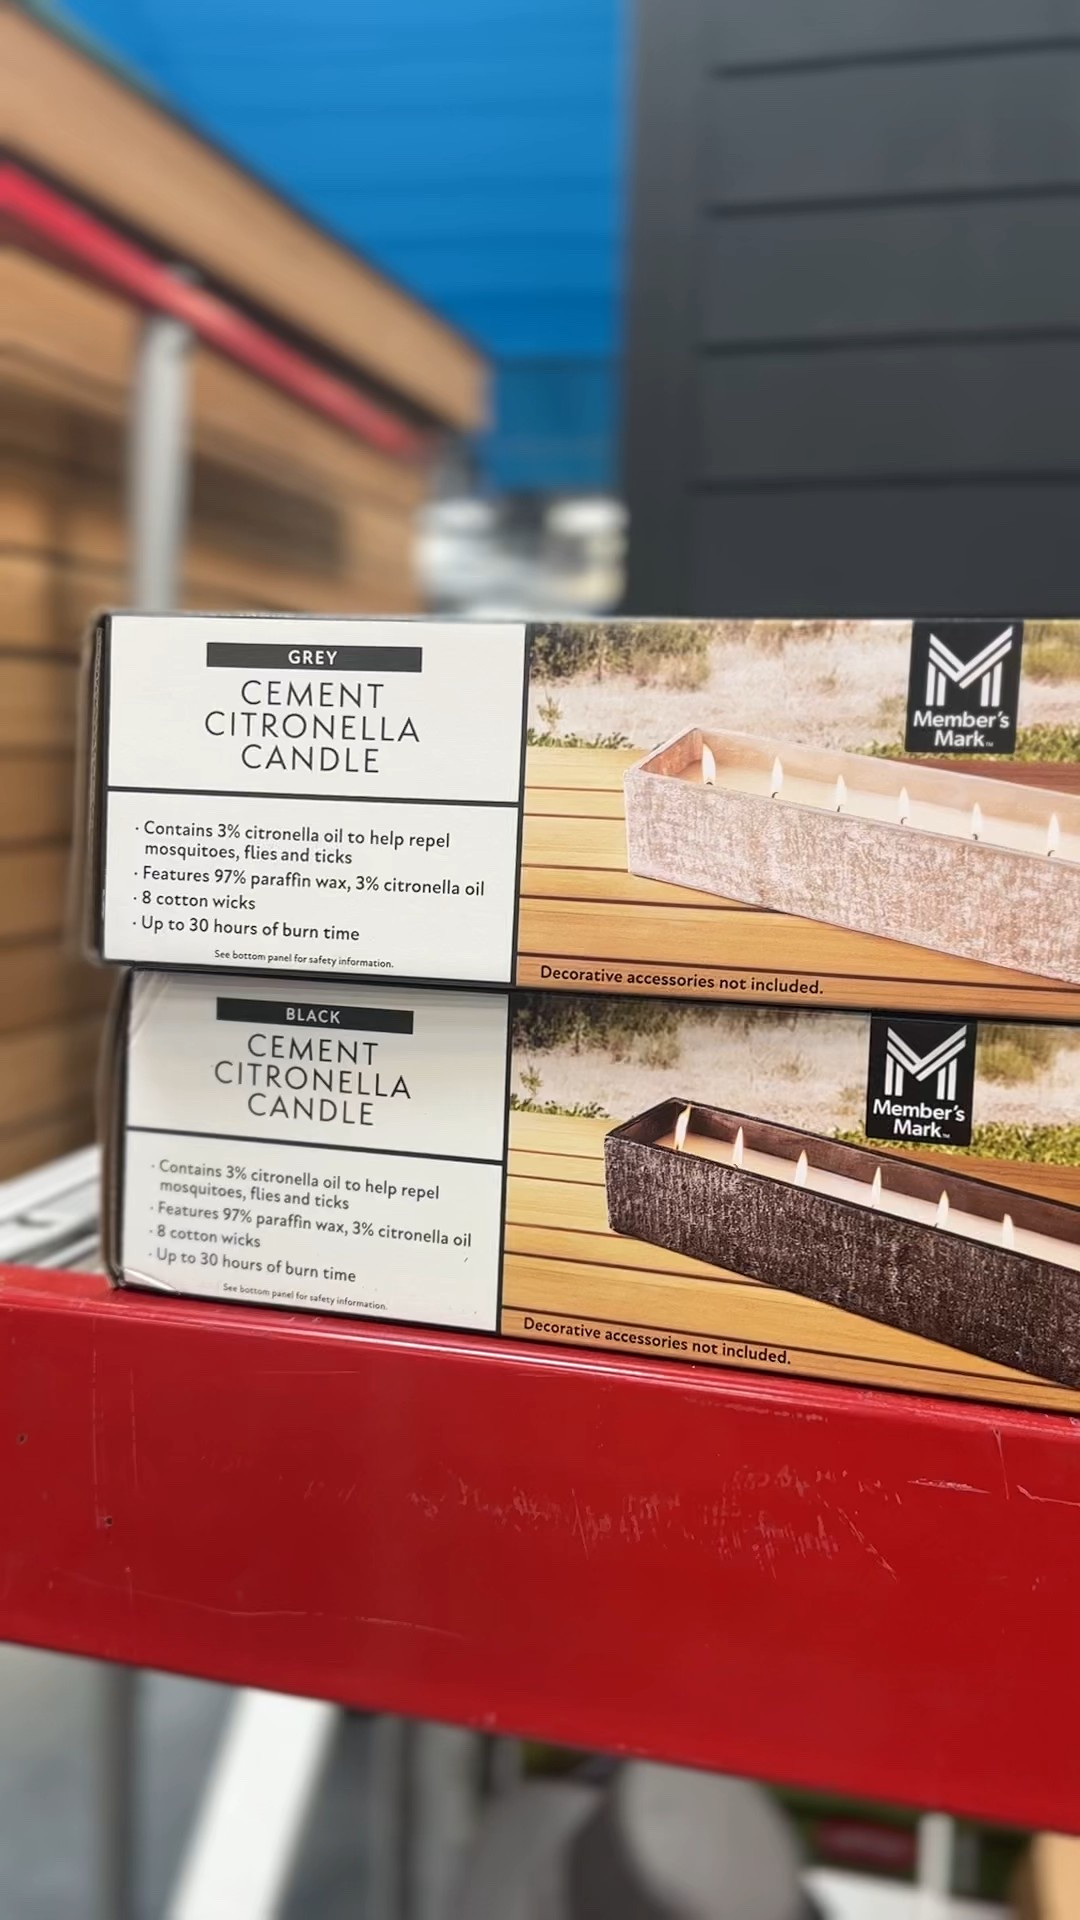 GREY
CEMENT
CITRONELLA
CANDLE
· Contains 3% citronella oil to help repel
mosquitoes, flies and ticks
· Features 97% paraffin wax, 3% citronella oil
· 8 cotton wicks
· Up to 30 hours of burn time
See bottom panel for safety information.
Member's
Mark™
Decorative accessories not included.
BLACK
CEMENT
CITRONELLA
CANDLE
· Contains 3% citronella oil to help repel
mosquitoes, flies and ticks
· Features 97% paraffin wax, 3% citronella oil
· 8 cotton wicks
· Up to 30 hours of burn time
See bottom panel for safety information.
Member's
Mark™
Decorative accessories not included.